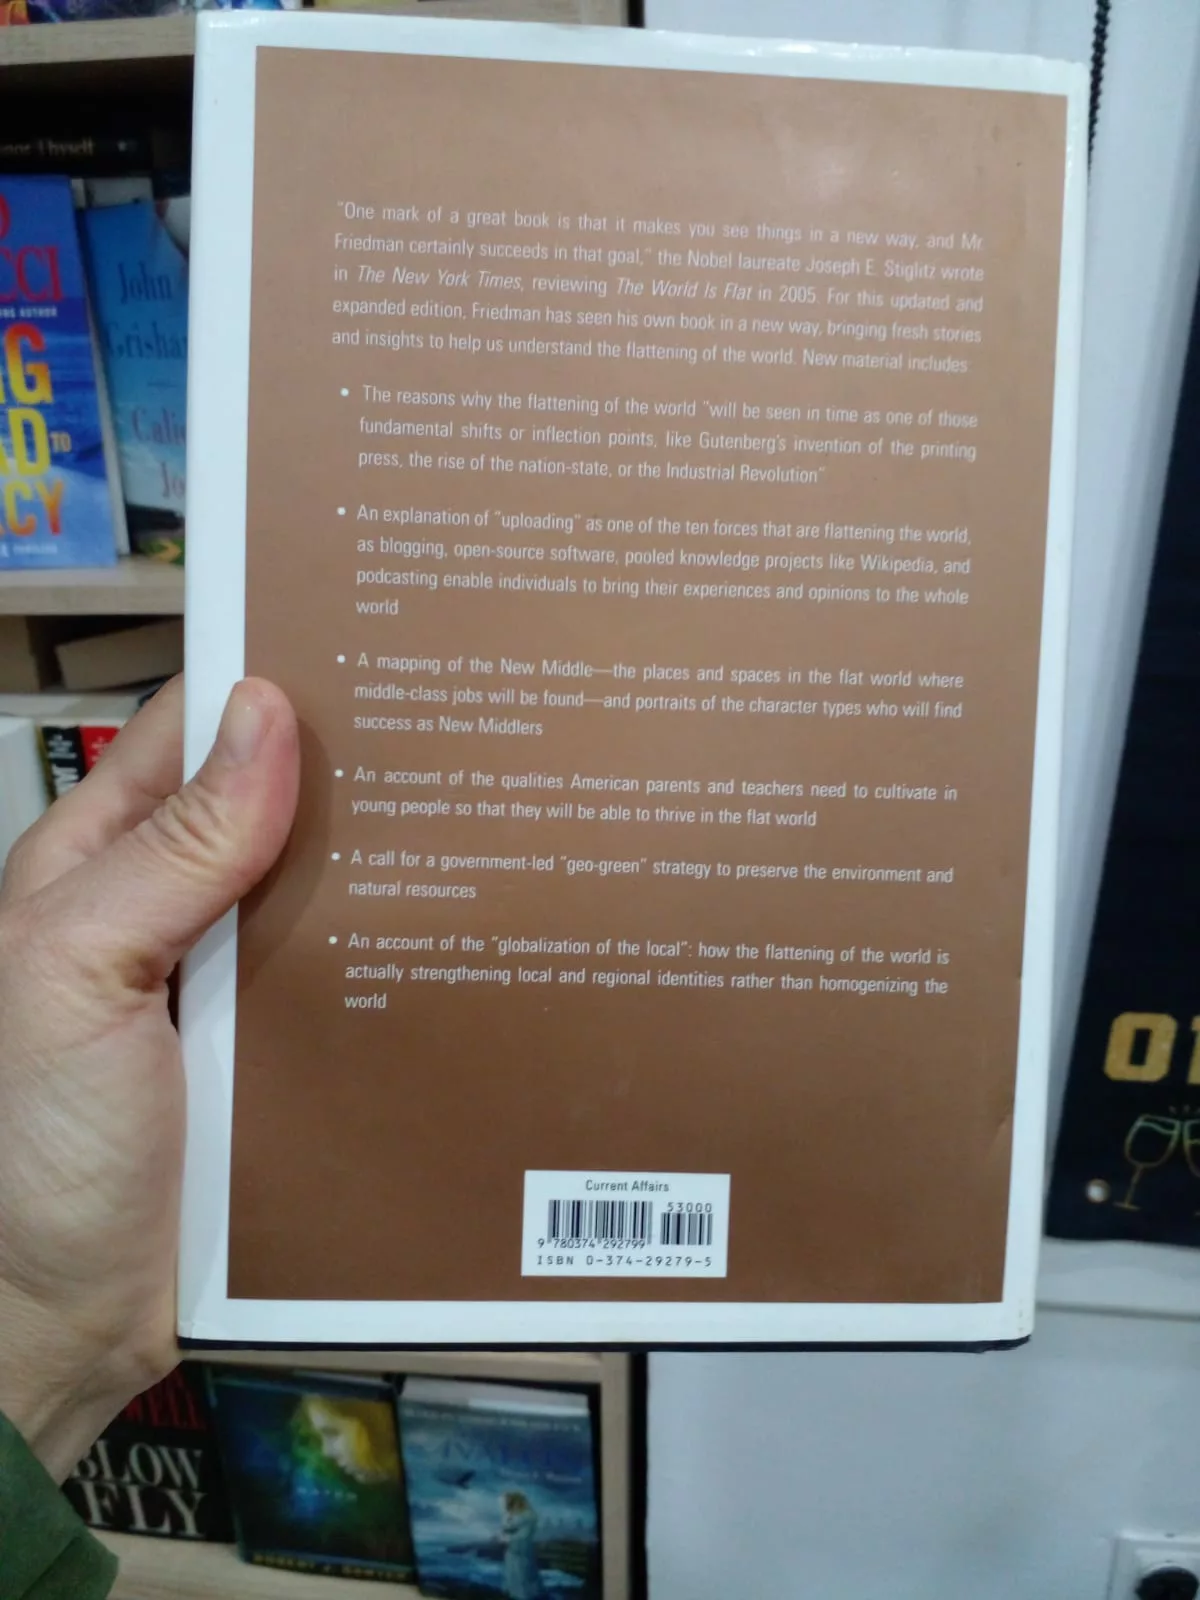 "One mark of a great book is that it makes you see things in a new way, and Mr.
Friedman certainly succeeds in that goal," the Nobel laureate Joseph E. Stiglitz wrote
in The New York Times, reviewing The World Is Flat in 2005. For this updated and
expanded edition, Friedman has seen his own book in a new way, bringing fresh stories
and insights to help us understand the flattening of the world. New material includes:
• The reasons why the flattening of the world "will be seen in time as one of those
fundamental shifts or inflection points, like Gutenberg's invention of the printing
press, the rise of the nation-state, or the Industrial Revolution"
• An explanation of "uploading" as one of the ten forces that are flattening the world,
as blogging, open-source software, pooled knowledge projects like Wikipedia, and
podcasting enable individuals to bring their experiences and opinions to the whole
world
• A mapping of the New Middle—the places and spaces in the flat world where
middle-class jobs will be found—and portraits of the character types who will find
success as New Middlers
• An account of the qualities American parents and teachers need to cultivate in
young people so that they will be able to thrive in the flat world
• A call for a government-led "geo-green" strategy to preserve the environment and
natural resources
• An account of the "globalization of the local": how the flattening of the world is
actually strengthening local and regional identities rather than homogenizing the
world
Current Affairs
53000
9 780374 292799
ISBN 0-374-29279-5
Thyself
CCI
AUTHOR
TO
John
BLOW
FLY